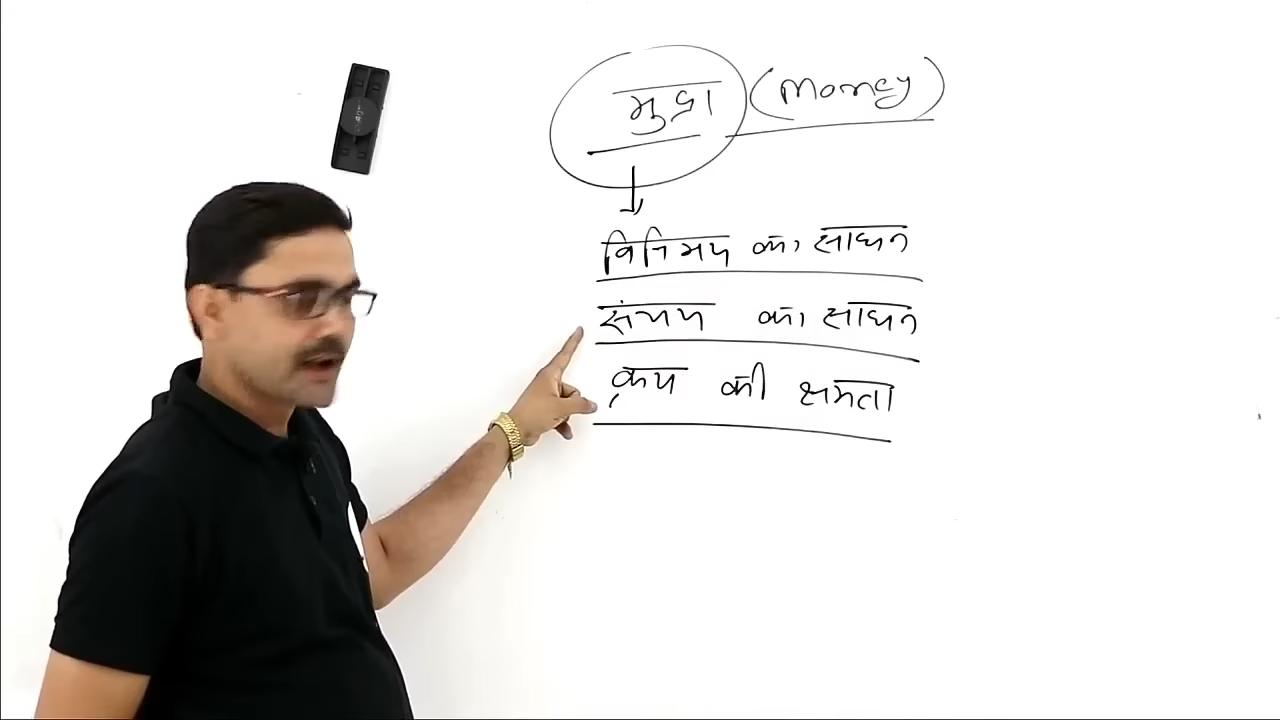 मुद्रा (Money)
विनिमय का साधन
संचय का साधन
क्रय की क्षमता